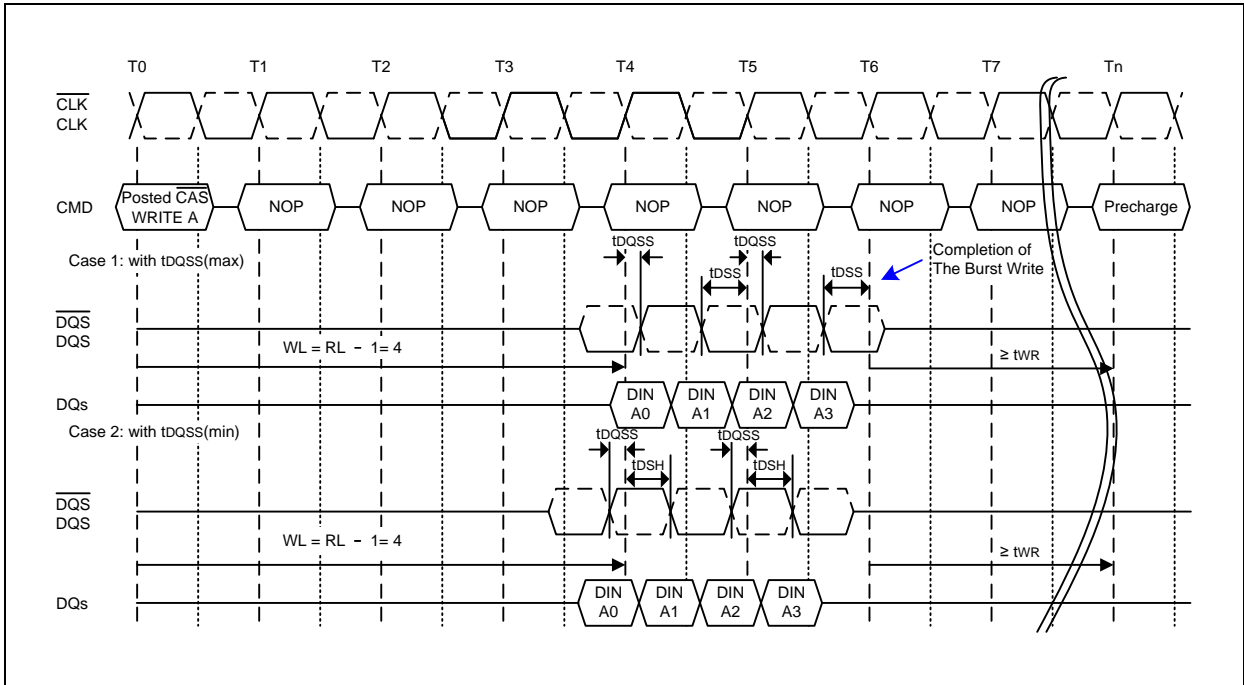 T0 T1 T2 T3 T4 T5 T6 T7 Tn
CLK
CLK
CMD
Posted CAS
WRITE A
NOP NOP NOP NOP NOP NOP NOP Precharge
Case 1: with tDQSS(max)
tDQSS tDQSS
Completion of
The Burst Write
tDSS tDSS
DQS
DQS
WL = RL - 1= 4
≥ tWR
DQs
DIN
A0
DIN
A1
DIN
A2
DIN
A3
Case 2: with tDQSS(min)
tDQSS tDQSS
tDSH tDSH
DQS
DQS
WL = RL - 1= 4
≥ tWR
DQs
DIN
A0
DIN
A1
DIN
A2
DIN
A3